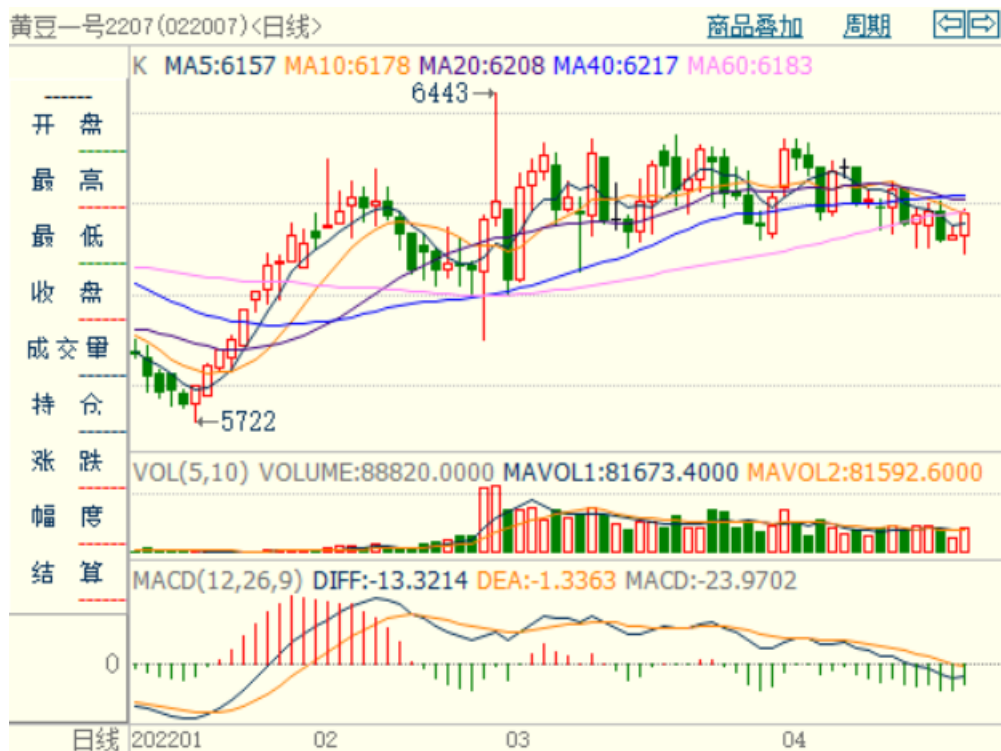 黄豆一号2207(022007)<日线> 商品叠加 周期
K MA5:6157 MA10:6178 MA20:6208 MA40:6217 MA60:6183
6443
开盘
最高
最低
收盘
成交量
5722
持仓
涨跌
VOL(5,10) VOLUME:88820.0000 MAVOL1:81673.4000 MAVOL2:81592.6000
幅度
结算
MACD(12,26,9) DIFF:-13.3214 DEA:-1.3363 MACD:-23.9702
0
日线 202201 02 03 04